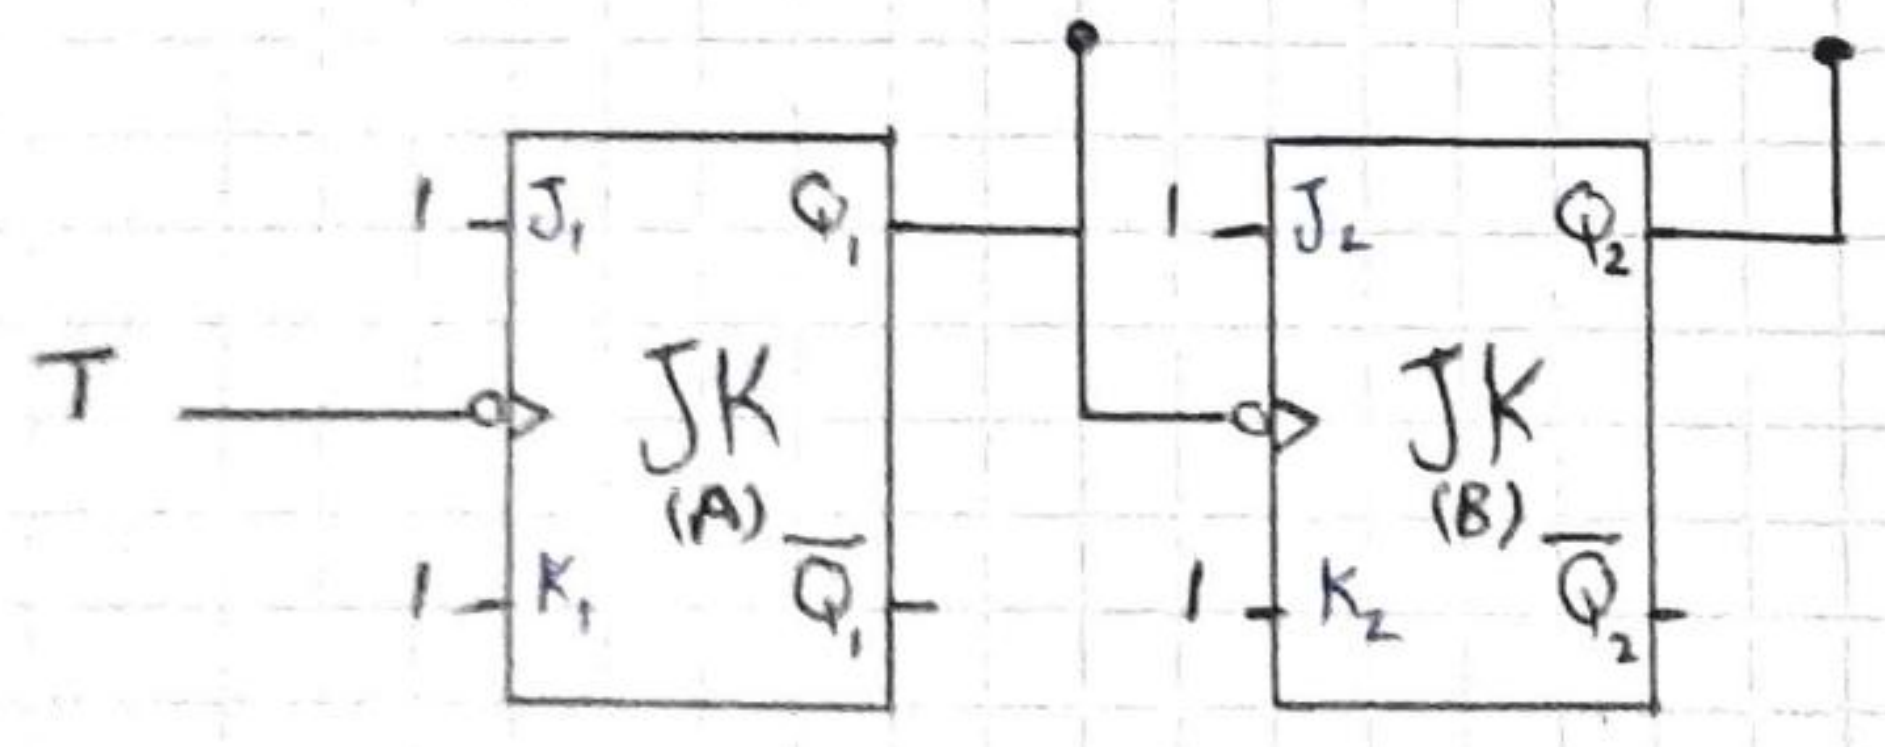 1 J₁ Q₁ 1 J₂ Q₂
T JK JK
(A) (B)
1 K₁ Q̅₁ 1 K₂ Q̅₂